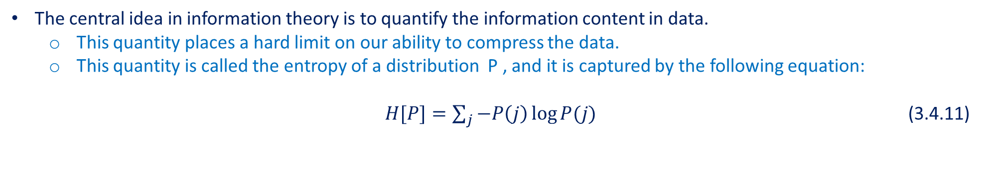 • The central idea in information theory is to quantify the information content in data.
○ This quantity places a hard limit on our ability to compress the data.
○ This quantity is called the entropy of a distribution P , and it is captured by the following equation:
H[P] = ∑_j −P(j) log P(j) (3.4.11)